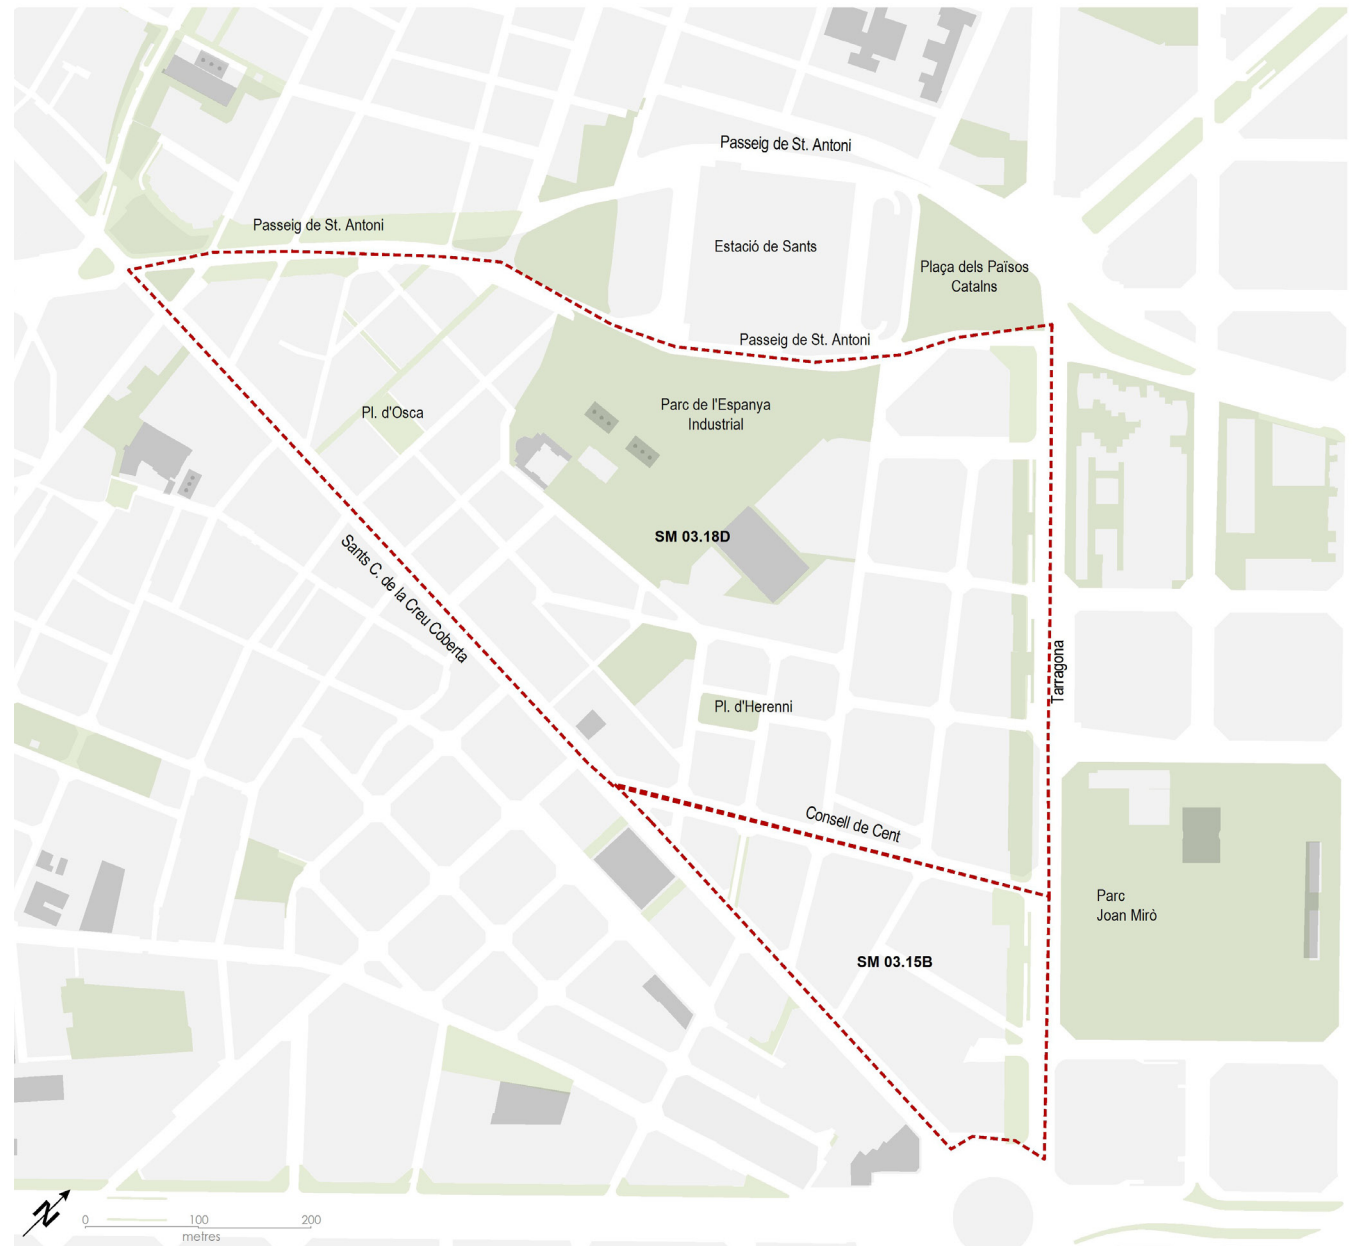 Passeig de St. Antoni
Passeig de St. Antoni
Estació de Sants
Plaça dels Països
Catalns
Passeig de St. Antoni
Pl. d'Osca
Parc de l'Espanya
Industrial
SM 03.18D
Sants C. de la Creu Coberta
Tarragona
Pl. d'Herenni
Consell de Cent
Parc
Joan Mirò
SM 03.15B
N
0 100 200
metres